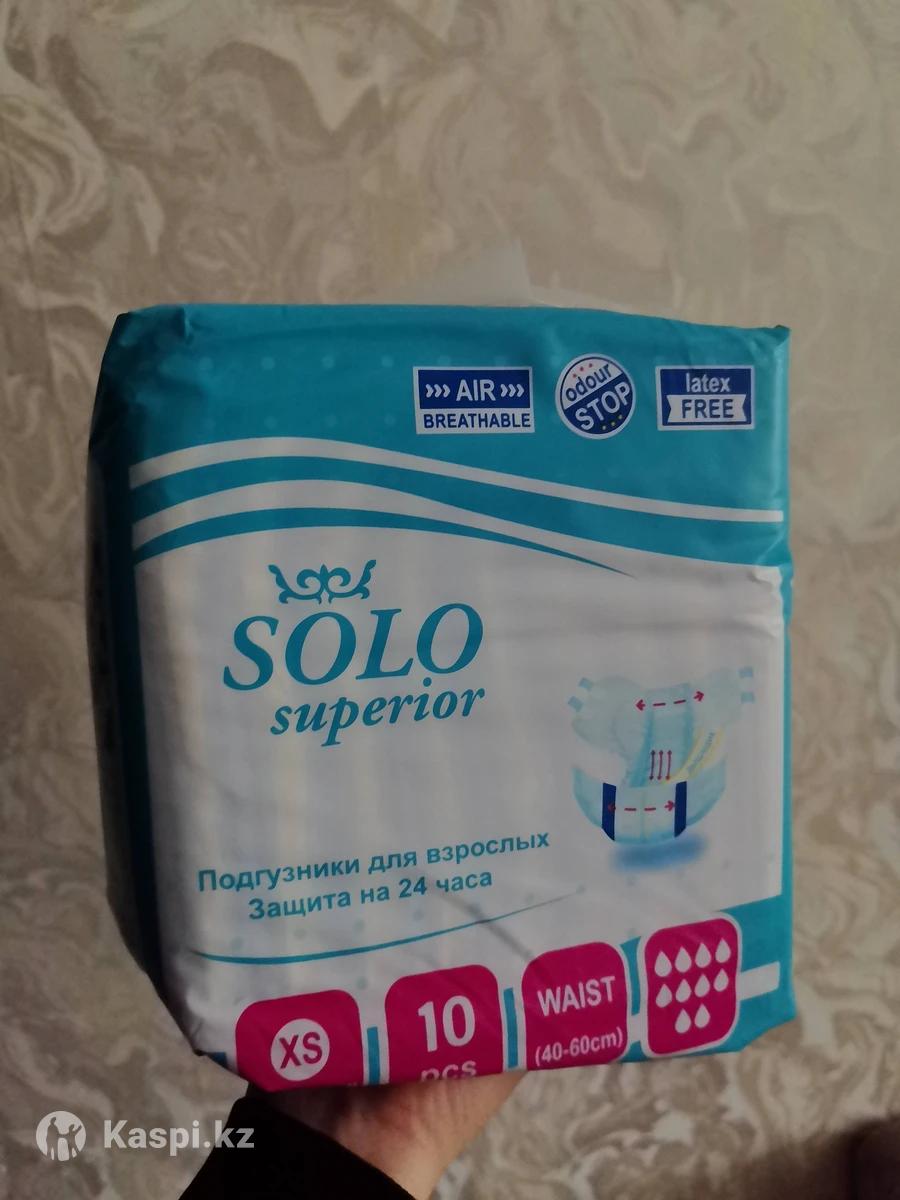 ››› AIR ›››
BREATHABLE
odour
STOP
latex
FREE
SOLO
superior
Подгузники для взрослых
Защита на 24 часа
XS
10
pcs
WAIST
(40-60cm)
Kaspi.kz